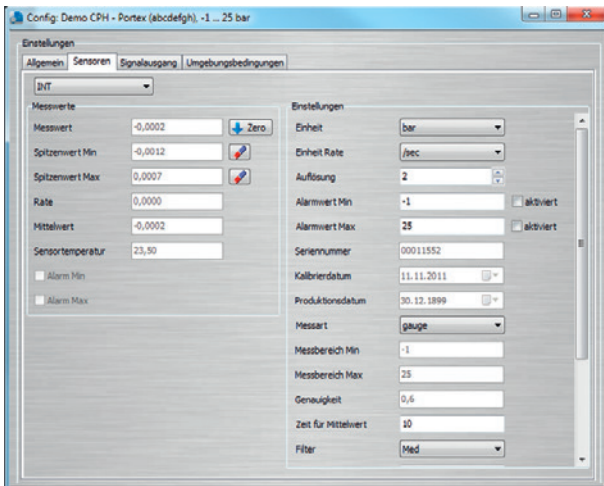 Config: Demo CPH - Portex (abcdefgh), -1 ... 25 bar
Einstellungen
Allgemein Sensoren Signalausgang Umgebungsbedingungen
INT
Messwerte
Messwert -0,0002 Zero
Spitzenwert Min -0,0012
Spitzenwert Max 0,0007
Rate 0,0000
Mittelwert -0,0002
Sensortemperatur 23,50
Alarm Min
Alarm Max
Einstellungen
Einheit bar
Einheit Rate /sec
Auflösung 2
Alarmwert Min -1 aktiviert
Alarmwert Max 25 aktiviert
Seriennummer 00011552
Kalibrierdatum 11.11.2011
Produktionsdatum 30.12.1899
Messart gauge
Messbereich Min -1
Messbereich Max 25
Genauigkeit 0,6
Zeit für Mittelwert 10
Filter Med